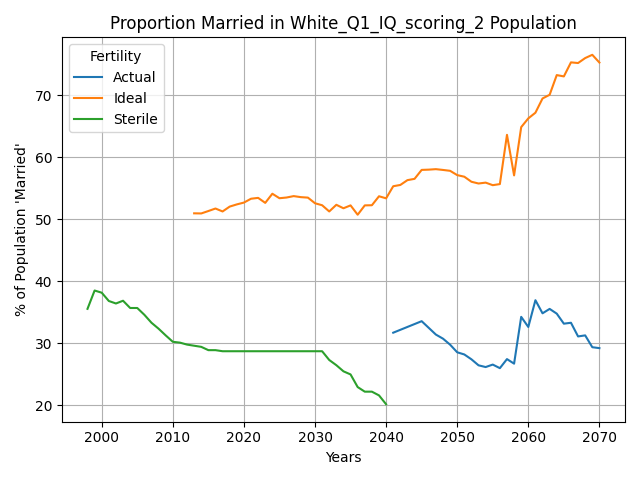 Proportion Married in White_Q1_IQ_scoring_2 Population
% of Population 'Married'
Fertility
Actual
Ideal
Sterile
70
60
50
40
30
20
2000 2010 2020 2030 2040 2050 2060 2070
Years